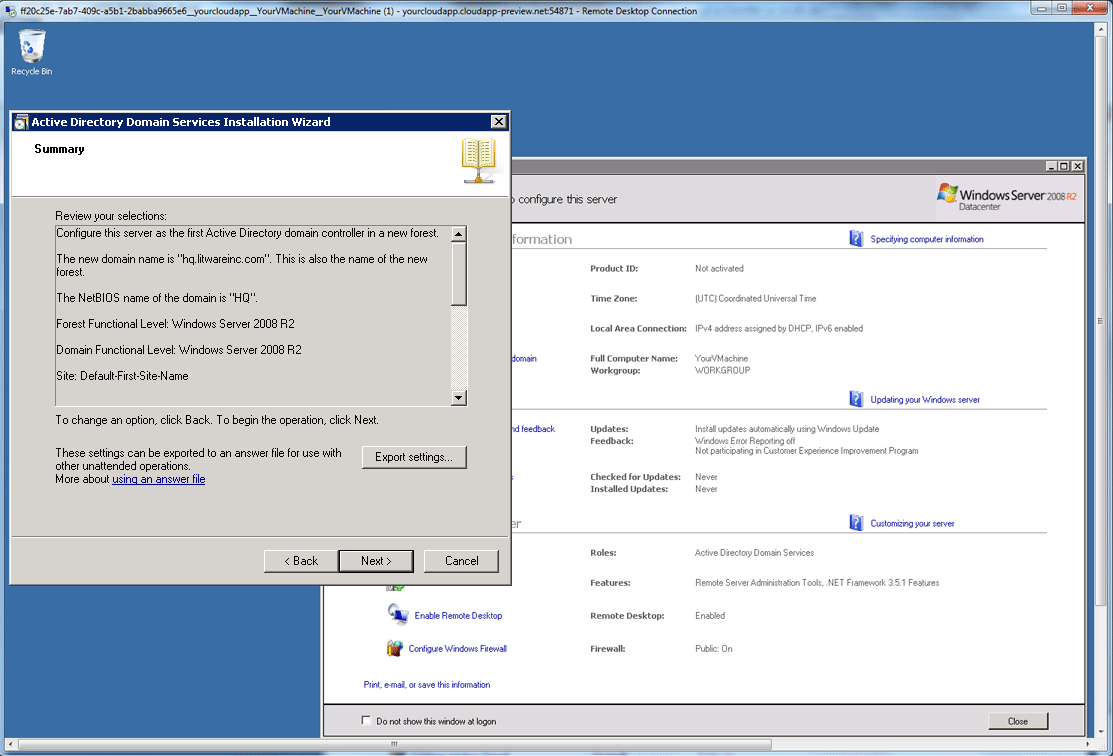 ff20c25e-7ab7-409c-a5b1-2babba9665e6__yourcloudapp__YourVMachine__YourVMachine (1) - yourcloudapp.cloudapp-preview.net:54871 - Remote Desktop Connection
Recycle Bin
Active Directory Domain Services Installation Wizard
Summary
Review your selections:
Configure this server as the first Active Directory domain controller in a new forest.
The new domain name is "hq.litwareinc.com". This is also the name of the new
forest.
The NetBIOS name of the domain is "HQ".
Forest Functional Level: Windows Server 2008 R2
Domain Functional Level: Windows Server 2008 R2
Site: Default-First-Site-Name
To change an option, click Back. To begin the operation, click Next.
These settings can be exported to an answer file for use with
other unattended operations.
More about using an answer file
Export settings...
< Back
Next >
Cancel
configure this server
Windows Server 2008 R2
Datacenter
formation
Specifying computer information
Product ID: Not activated
Time Zone: (UTC) Coordinated Universal Time
Local Area Connection: IPv4 address assigned by DHCP, IPv6 enabled
domain
Full Computer Name: YourVMachine
Workgroup: WORKGROUP
Updating your Windows server
nd feedback
Updates: Install updates automatically using Windows Update
Feedback: Windows Error Reporting off
Not participating in Customer Experience Improvement Program
Checked for Updates: Never
Installed Updates: Never
er
Customizing your server
Roles: Active Directory Domain Services
Features: Remote Server Administration Tools, .NET Framework 3.5.1 Features
Enable Remote Desktop
Remote Desktop: Enabled
Configure Windows Firewall
Firewall: Public: On
Print, e-mail, or save this information
Do not show this window at logon
Close